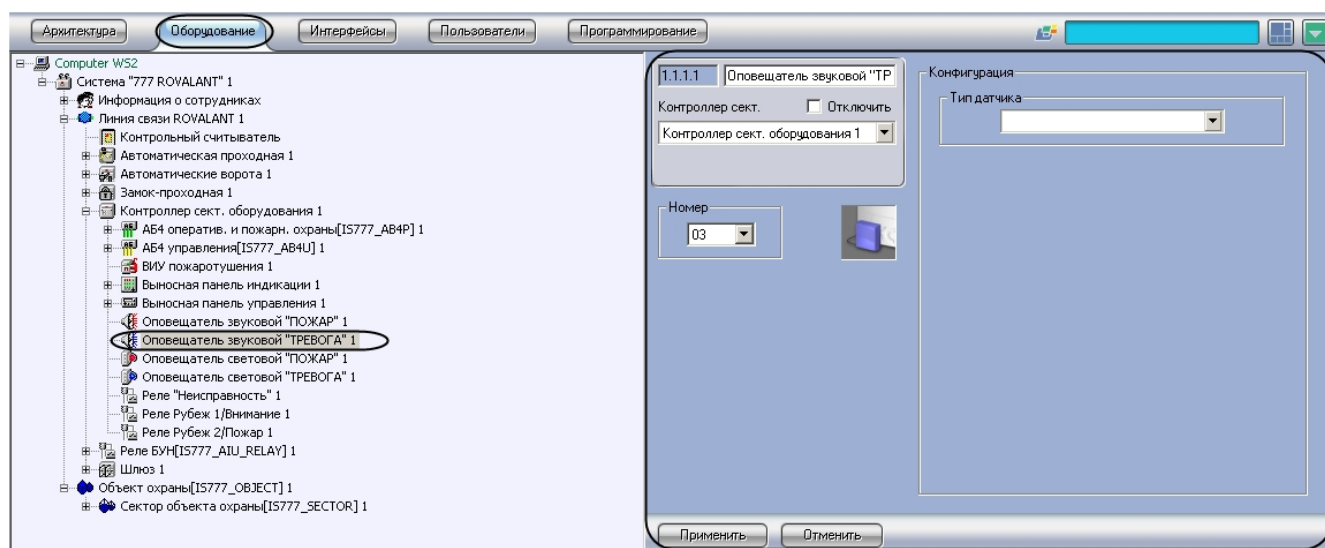 Архитектура Оборудование Интерфейсы Пользователи Программирование
Computer WS2
Система "777 ROVALANT" 1
Информация о сотрудниках
Линия связи ROVALANT 1
Контрольный считыватель
Автоматическая проходная 1
Автоматические ворота 1
Замок-проходная 1
Контроллер сект. оборудования 1
АБ4 оператив. и пожарн. охраны[IS777_AB4P] 1
АБ4 управления[IS777_AB4U] 1
ВИУ пожаротушения 1
Выносная панель индикации 1
Выносная панель управления 1
Оповещатель звуковой "ПОЖАР" 1
Оповещатель звуковой "ТРЕВОГА" 1
Оповещатель световой "ПОЖАР" 1
Оповещатель световой "ТРЕВОГА" 1
Реле "Неисправность" 1
Реле Рубеж 1/Внимание 1
Реле Рубеж 2/Пожар 1
Реле БУН[IS777_AIU_RELAY] 1
Шлюз 1
Объект охраны[IS777_OBJECT] 1
Сектор объекта охраны[IS777_SECTOR] 1
1.1.1.1 Оповещатель звуковой "ТР
Контроллер сект. Отключить
Контроллер сект. оборудования 1
Номер
03
Конфигурация
Тип датчика
Применить Отменить